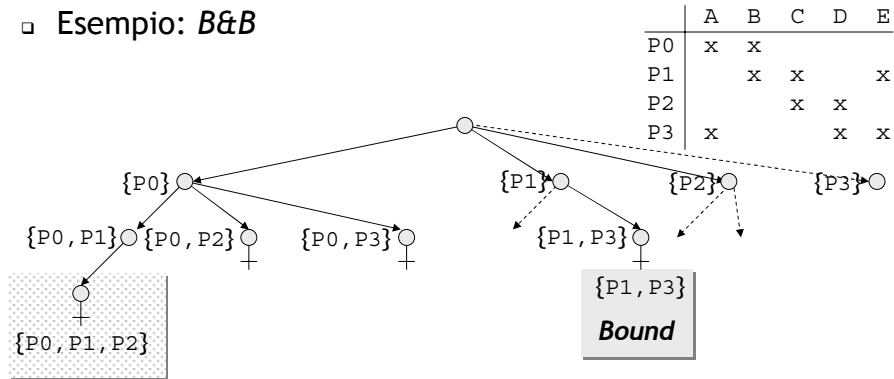 ❑ Esempio: B&B
A B C D E
P0 x x
P1 x x x
P2 x x
P3 x x x
{P0} {P1} {P2} {P3}
{P0,P1} {P0,P2} {P0,P3} {P1,P3}
{P1,P3}
Bound
{P0,P1,P2}